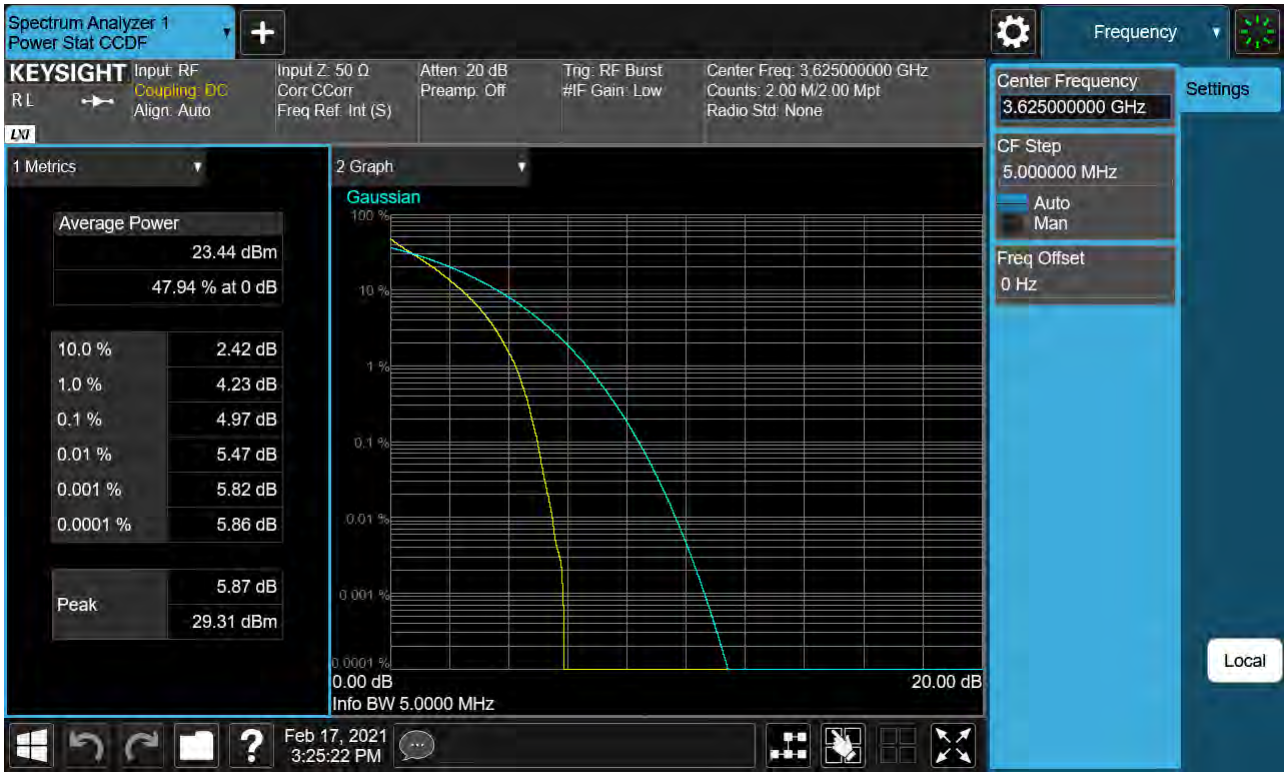 Spectrum Analyzer 1
Power Stat CCDF
+
Frequency
KEYSIGHT
RL
LXI
Input: RF
Coupling: DC
Align: Auto
Input Z: 50 Ω
Corr CCorr
Freq Ref: Int (S)
Atten: 20 dB
Preamp: Off
Trig: RF Burst
#IF Gain: Low
Center Freq: 3.625000000 GHz
Counts: 2.00 M/2.00 Mpt
Radio Std: None
Center Frequency
3.625000000 GHz
Settings
CF Step
5.000000 MHz
Auto
Man
Freq Offset
0 Hz
1 Metrics
Average Power
23.44 dBm
47.94 % at 0 dB
10.0 % 2.42 dB
1.0 % 4.23 dB
0.1 % 4.97 dB
0.01 % 5.47 dB
0.001 % 5.82 dB
0.0001 % 5.86 dB
Peak
5.87 dB
29.31 dBm
2 Graph
Gaussian
100 %
10 %
1 %
0.1 %
0.01 %
0.001 %
0.0001 %
0.00 dB 20.00 dB
Info BW 5.0000 MHz
Local
?
Feb 17, 2021
3:25:22 PM